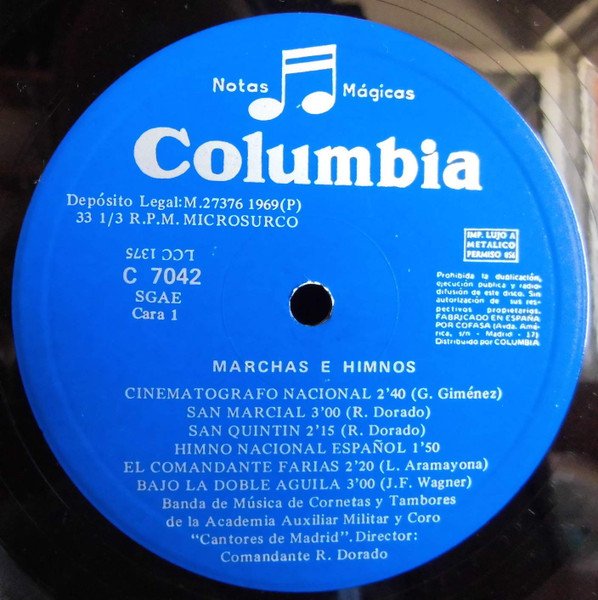 Notas Mágicas
Columbia
Depósito Legal:M.27376 1969(P)
33 1/3 R.P.M. MICROSURCO
LCC 1375
C 7042
SGAE
Cara 1
IMP. LUJO A
METALICO
PERMISO 856
Prohibida la duplicación,
ejecución publica y radio-
difusión de este disco. Sin
autorización de sus res-
pectivos propietarios.
FABRICADO EN ESPAÑA
POR COFASA (Avda. Amé-
rica, s/n - Madrid - 17)
Distribuido por COLUMBIA
MARCHAS E HIMNOS
CINEMATOGRAFO NACIONAL 2'40 (G. Giménez)
SAN MARCIAL 3'00 (R. Dorado)
SAN QUINTIN 2'15 (R. Dorado)
HIMNO NACIONAL ESPAÑOL 1'50
EL COMANDANTE FARIAS 2'20 (L. Aramayona)
BAJO LA DOBLE AGUILA 3'00 (J.F. Wagner)
Banda de Música de Cornetas y Tambores
de la Academia Auxiliar Militar y Coro
"Cantores de Madrid". Director:
Comandante R. Dorado